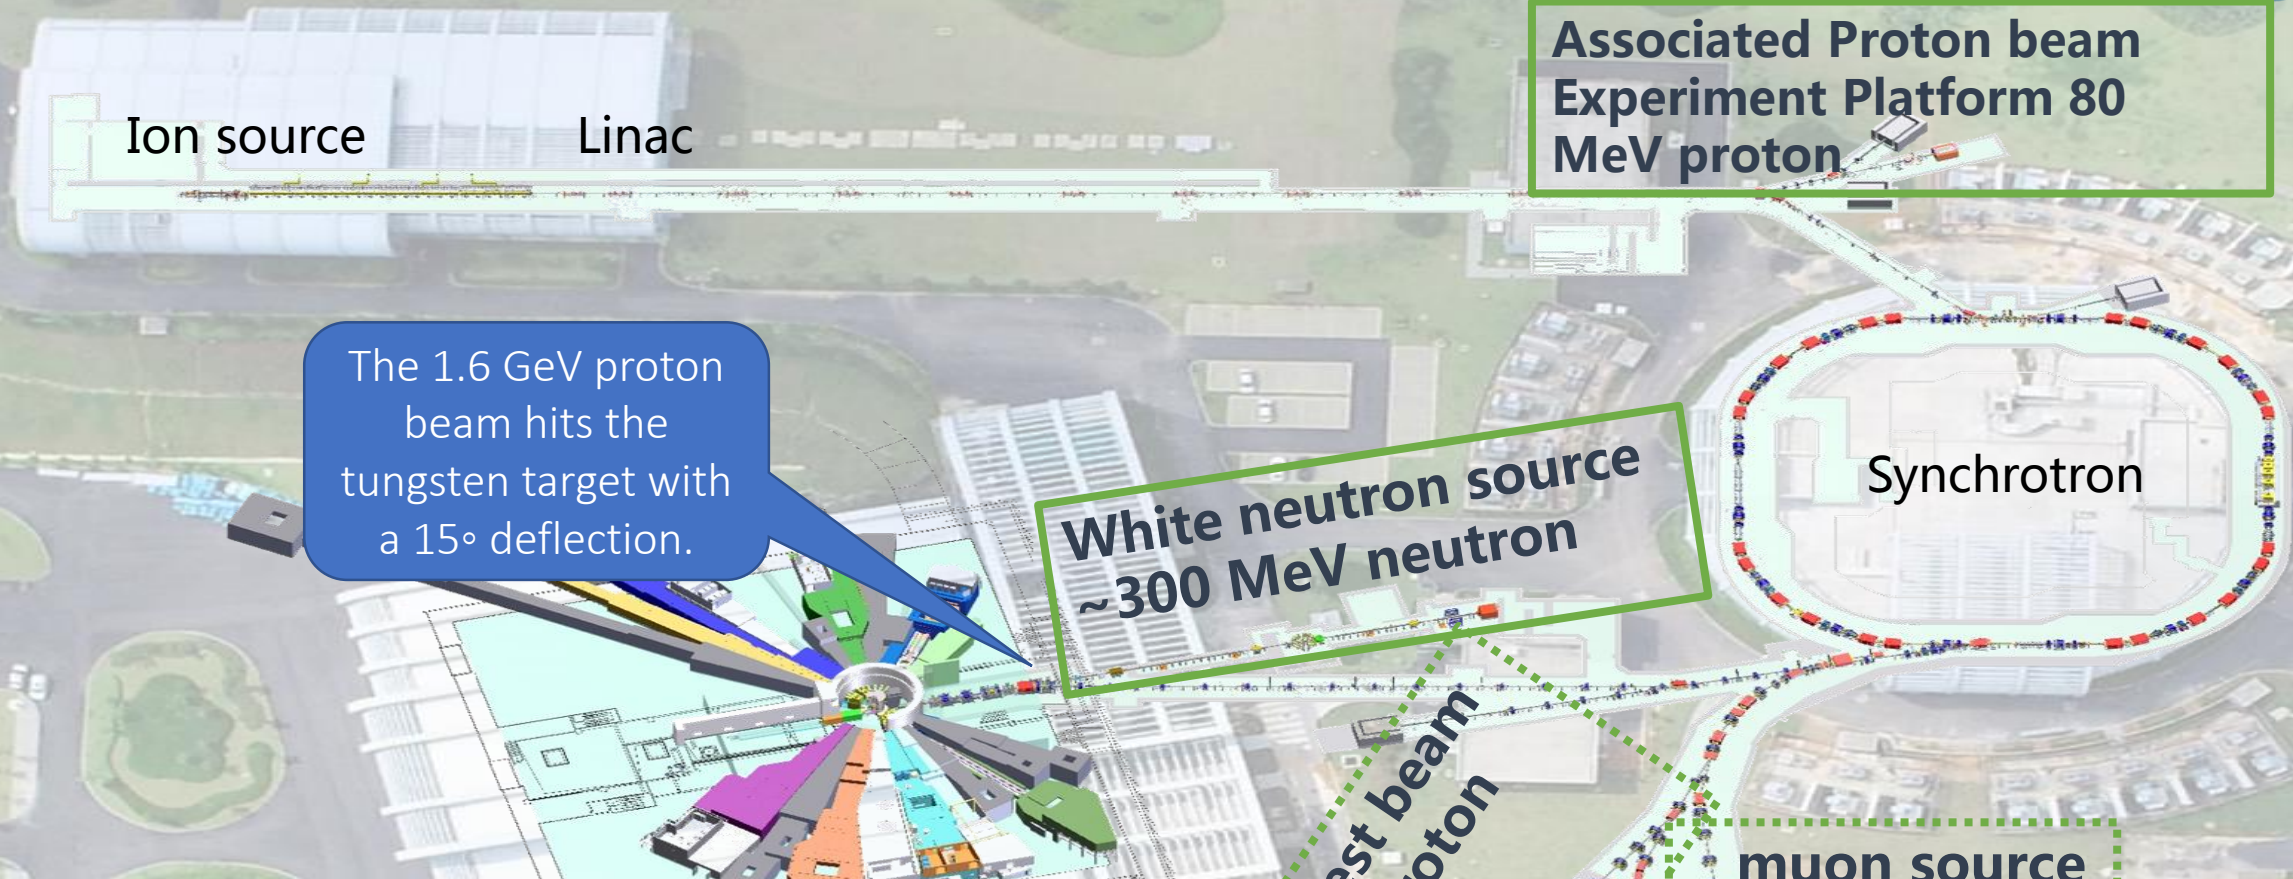 Associated Proton beam
Experiment Platform 80
MeV proton
Ion source
Linac
The 1.6 GeV proton
beam hits the
tungsten target with
a 15° deflection.
White neutron source
~300 MeV neutron
Synchrotron
beam
muon source